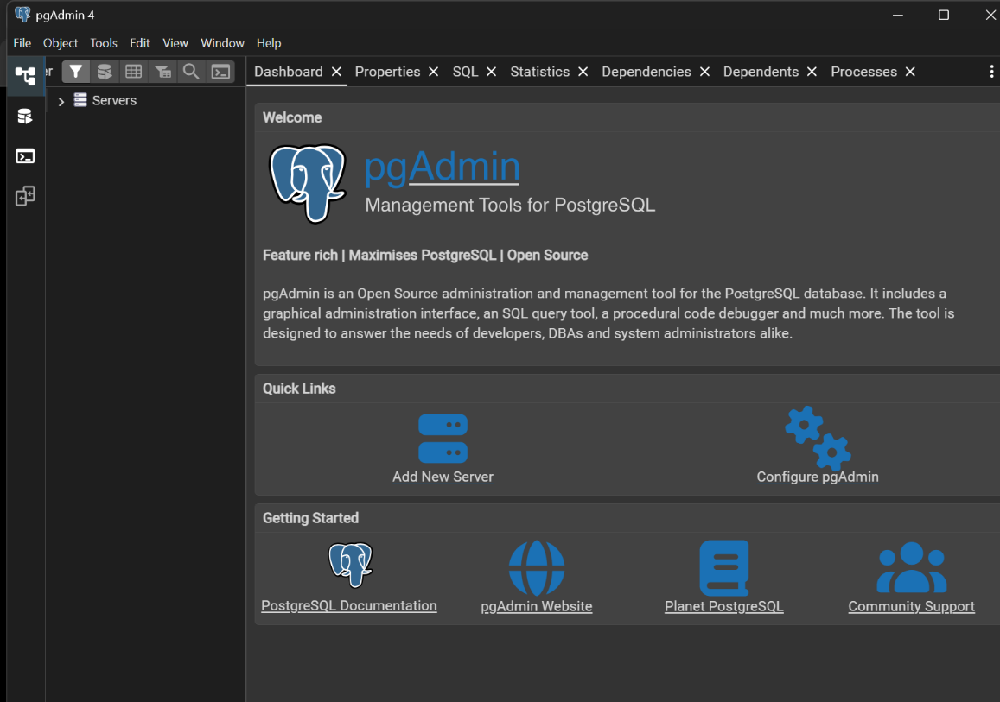 pgAdmin 4
File Object Tools Edit View Window Help
er
Dashboard Properties SQL Statistics Dependencies Dependents Processes
Servers
Welcome
pgAdmin
Management Tools for PostgreSQL
Feature rich | Maximises PostgreSQL | Open Source
pgAdmin is an Open Source administration and management tool for the PostgreSQL database. It includes a
graphical administration interface, an SQL query tool, a procedural code debugger and much more. The tool is
designed to answer the needs of developers, DBAs and system administrators alike.
Quick Links
Add New Server
Configure pgAdmin
Getting Started
PostgreSQL Documentation
pgAdmin Website
Planet PostgreSQL
Community Support